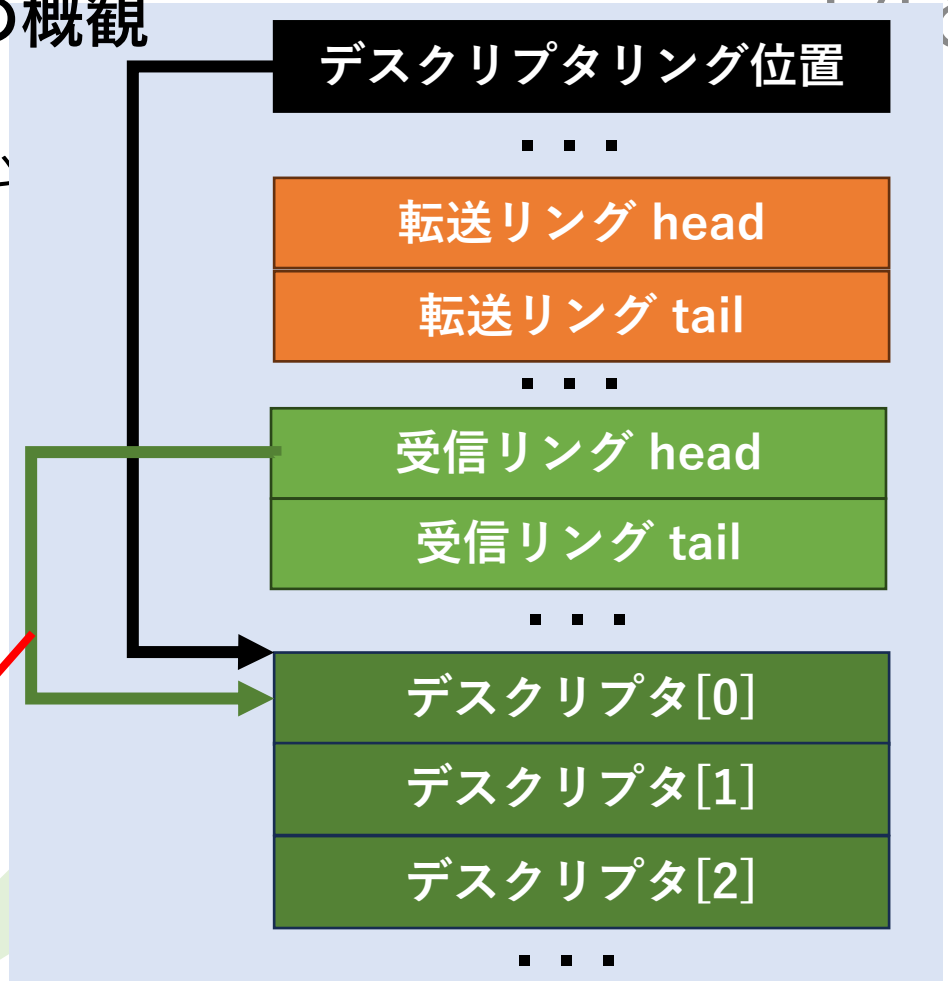 の概観
デスクリプタリング位置
・・・
転送リング head
転送リング tail
・・・
受信リング head
受信リング tail
・・・
デスクリプタ[0]
デスクリプタ[1]
デスクリプタ[2]
・・・